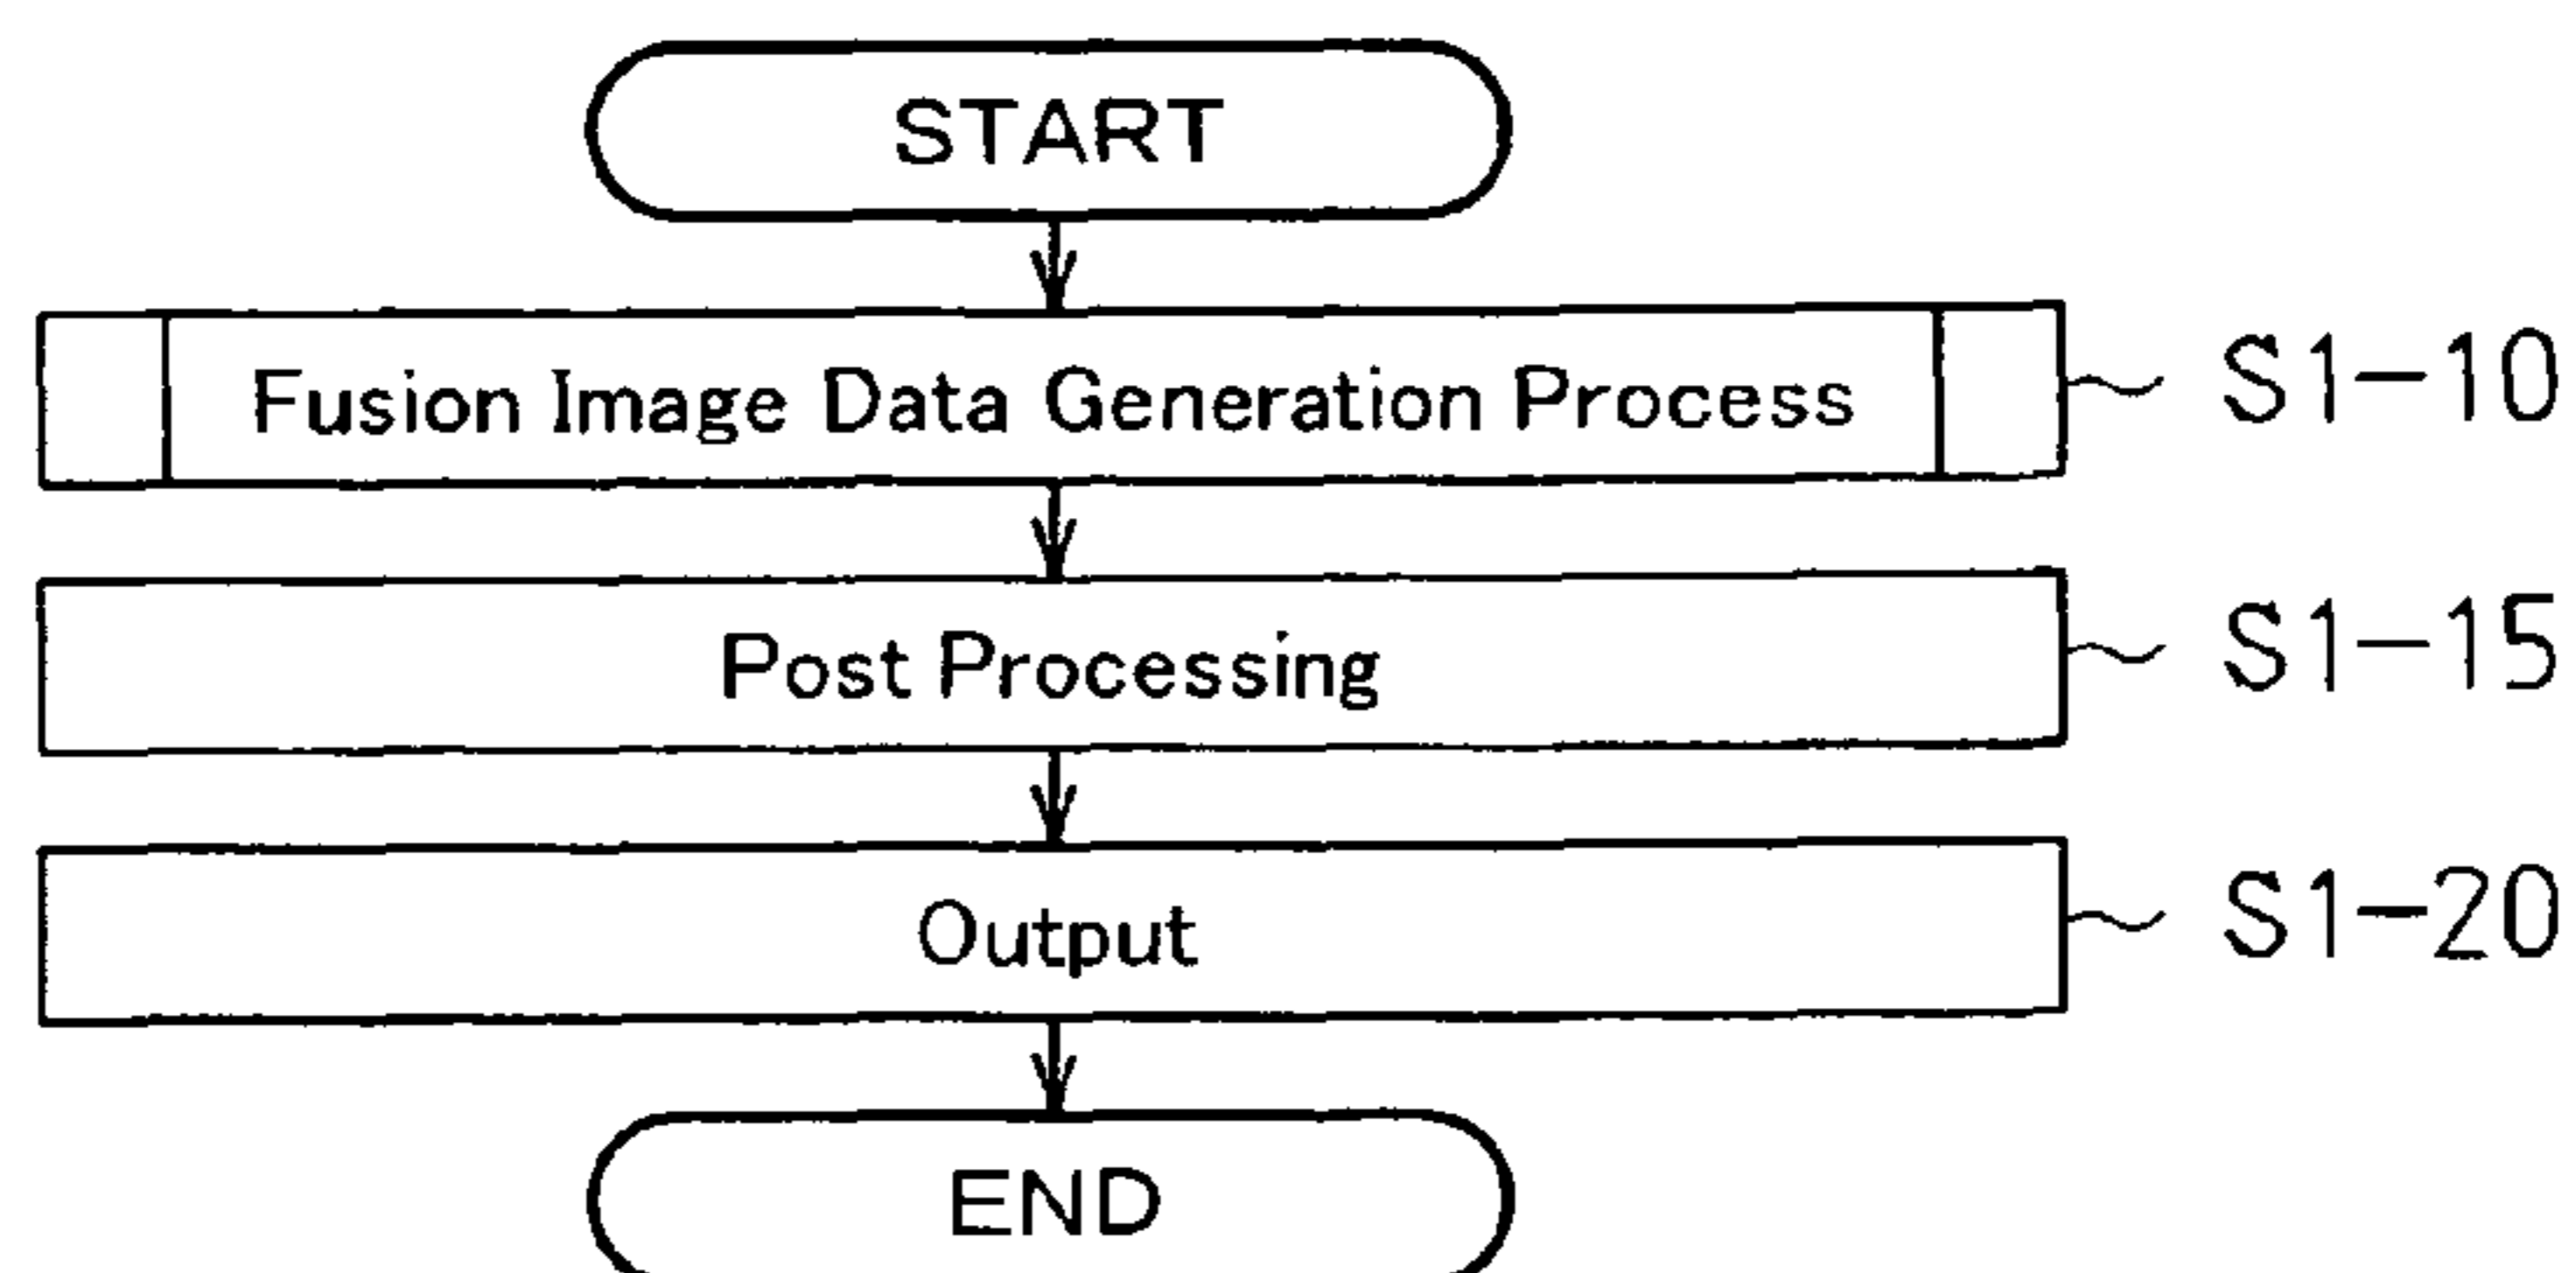 START
Fusion Image Data Generation Process S1-10
Post Processing S1-15
Output S1-20
END